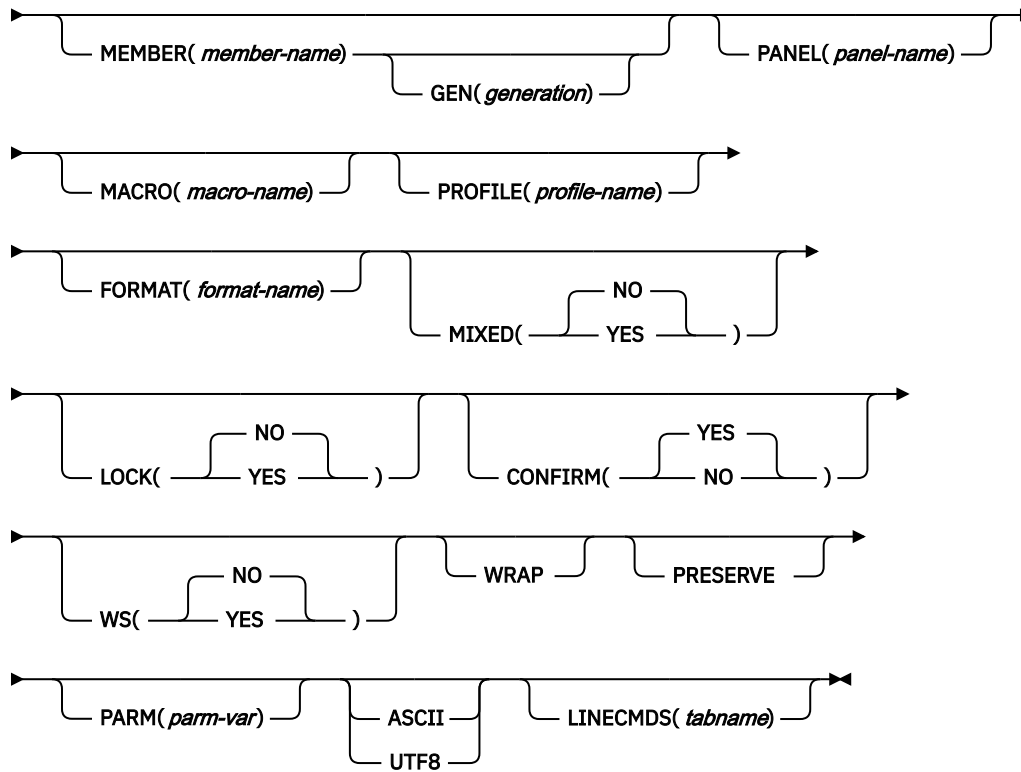 MEMBER( member-name) PANEL( panel-name)
GEN( generation)
MACRO( macro-name) PROFILE( profile-name)
FORMAT( format-name) NO
MIXED( YES )
NO YES
LOCK( YES ) CONFIRM( NO )
NO WRAP PRESERVE
WS( YES )
PARM( parm-var) ASCII LINECMDS( tabname)
UTF8